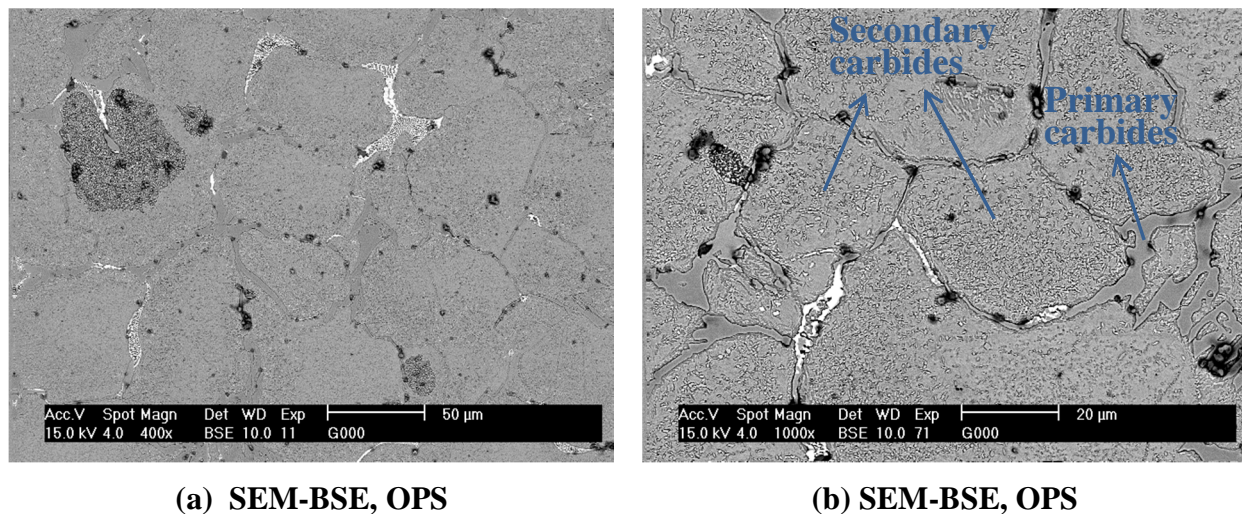 Secondary
carbides
Primary
carbides
Acc.V Spot Magn Det WD Exp 50 µm
15.0 kV 4.0 400x BSE 10.0 11 G000
Acc.V Spot Magn Det WD Exp 20 µm
15.0 kV 4.0 1000x BSE 10.0 71 G000
(a) SEM-BSE, OPS
(b) SEM-BSE, OPS